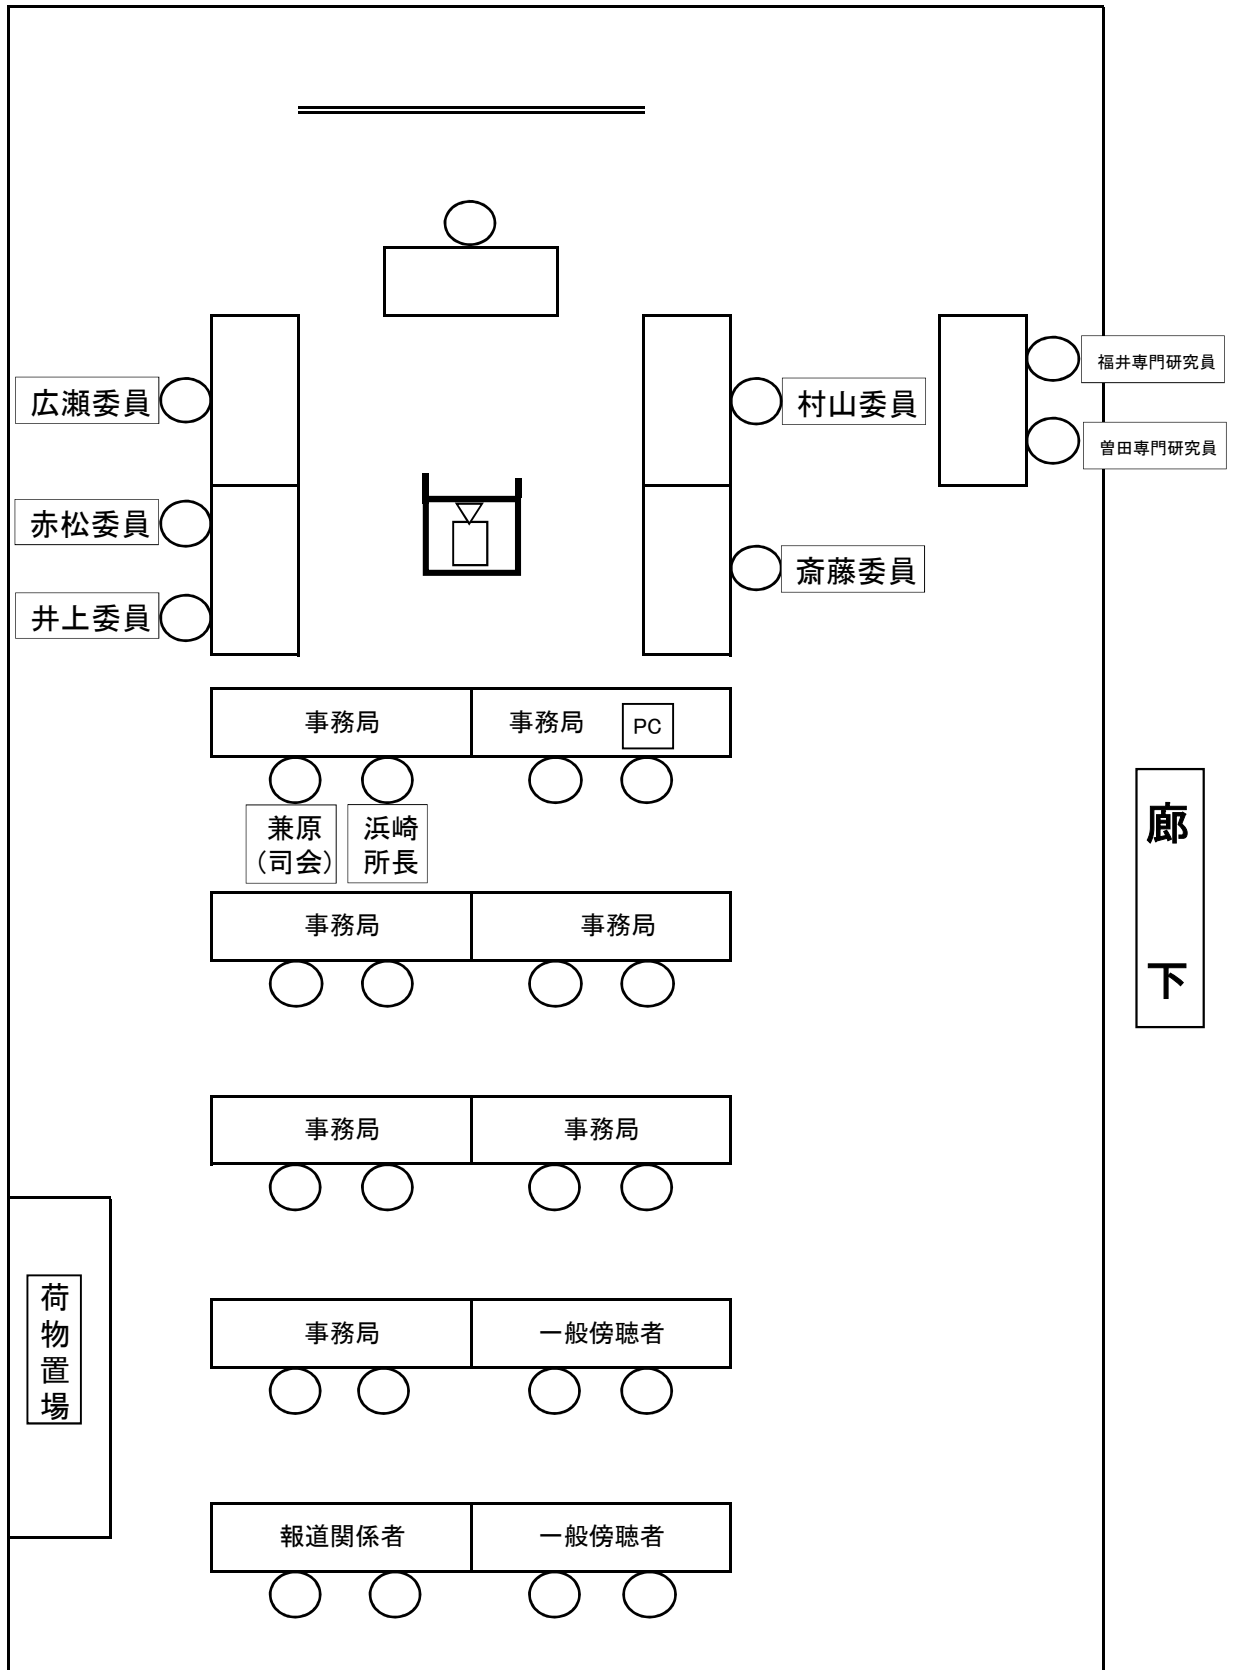 福井専門研究員
広瀬委員
村山委員
曽田専門研究員
赤松委員
斎藤委員
井上委員
事務局
事務局
PC
兼原
(司会)
浜崎
所長
廊下
事務局
事務局
事務局
事務局
荷物置場
事務局
一般傍聴者
報道関係者
一般傍聴者